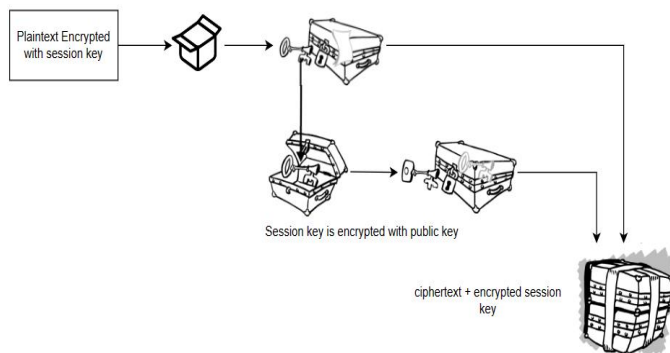 Plaintext Encrypted
with session key
Session key is encrypted with public key
ciphertext + encrypted session
key